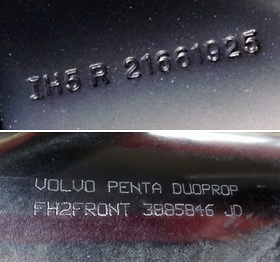 IH5 R 21661925
VOLVO PENTA DUOPROP
FH2FRONT 3885846 JD